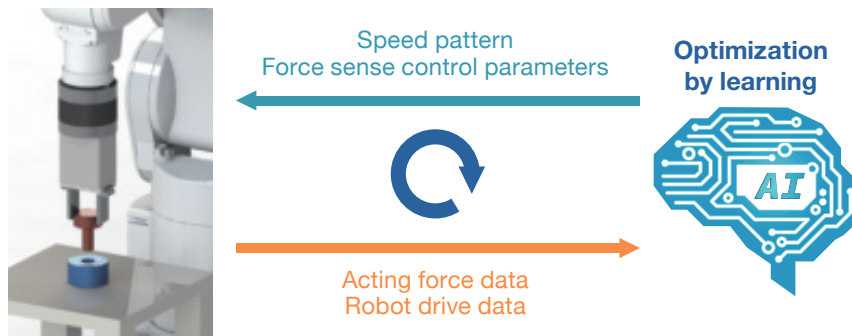 Speed pattern
Force sense control parameters
Optimization
by learning
AI
Acting force data
Robot drive data